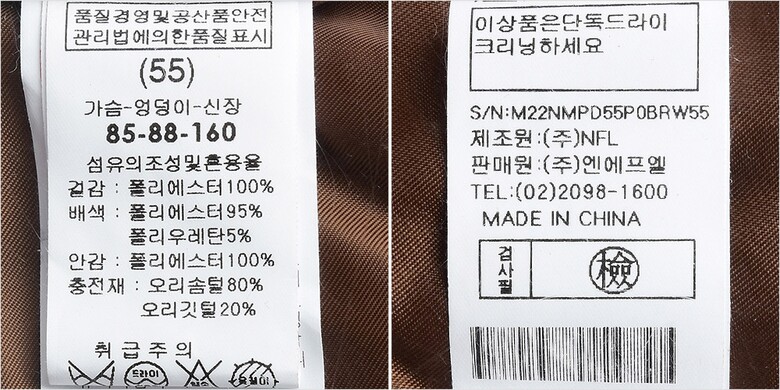 품질경영및공산품안전
관리법에의한품질표시
(55)
가슴-엉덩이-신장
85-88-160
섬유의조성및혼용율
겉감 : 폴리에스터100%
배색 : 폴리에스터95%
폴리우레탄5%
안감 : 폴리에스터100%
충전재 : 오리솜털80%
오리깃털20%
취급주의
드라이
이상품은단독드라이
크리닝하세요
S/N:M22NMPD55P0BRW55
제조원:(주)NFL
판매원:(주)엔에프엘
TEL:(02)2098-1600
MADE IN CHINA
검사필
檢